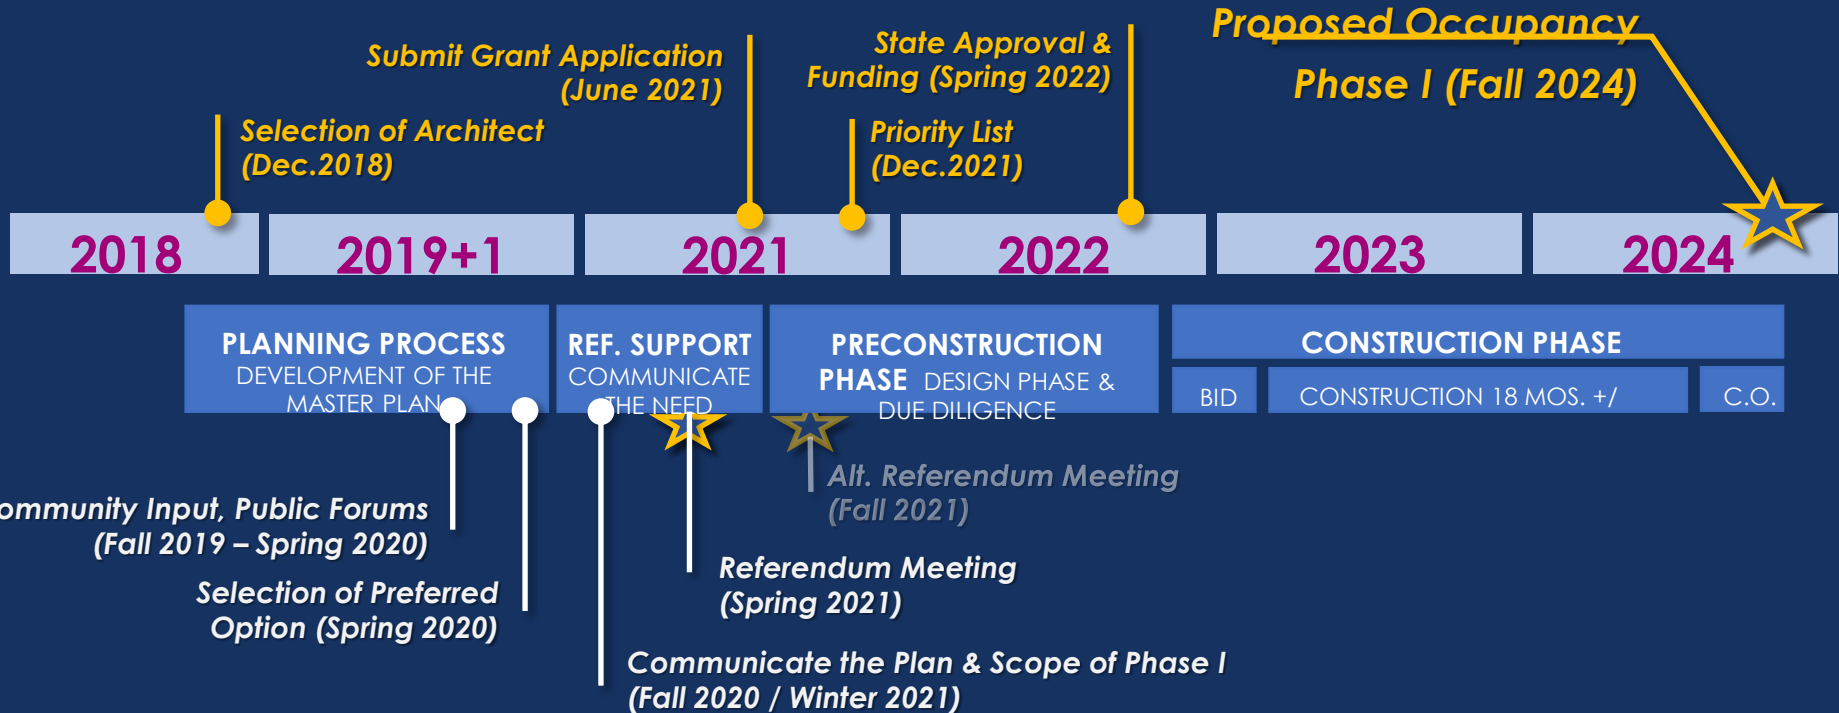 Proposed Occupancy
Phase I (Fall 2024)
Submit Grant Application
(June 2021)
State Approval &
Funding (Spring 2022)
Selection of Architect
(Dec.2018)
Priority List
(Dec.2021)
2018
2019+1
2021
2022
2023
2024
PLANNING PROCESS
DEVELOPMENT OF THE
MASTER PLAN
REF. SUPPORT
COMMUNICATE
THE NEED
PRECONSTRUCTION
PHASE DESIGN PHASE &
DUE DILIGENCE
CONSTRUCTION PHASE
BID
CONSTRUCTION 18 MOS. +/
C.O.
ommunity Input, Public Forums
(Fall 2019 – Spring 2020)
Selection of Preferred
Option (Spring 2020)
Alt. Referendum Meeting
(Fall 2021)
Referendum Meeting
(Spring 2021)
Communicate the Plan & Scope of Phase I
(Fall 2020 / Winter 2021)